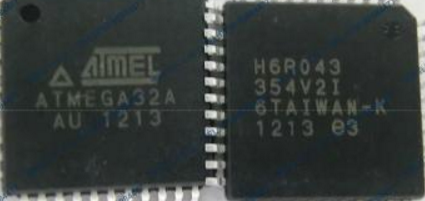 ATMEL
ATMEGA32A
AU 1213
H6R043
354V2I
6TAIWAN-K
1213 e3